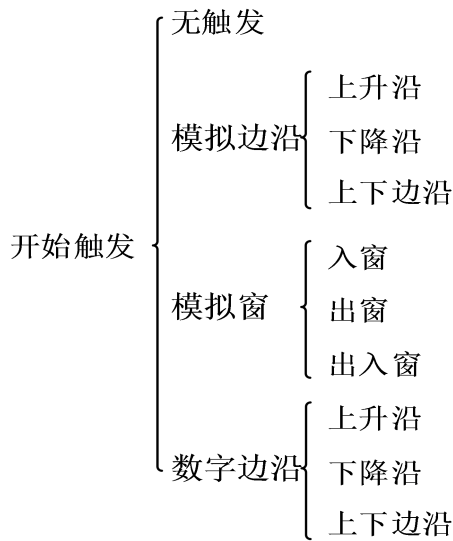 无触发
上升沿
模拟边沿
下降沿
上下边沿
开始触发
入窗
模拟窗
出窗
出入窗
上升沿
数字边沿
下降沿
上下边沿